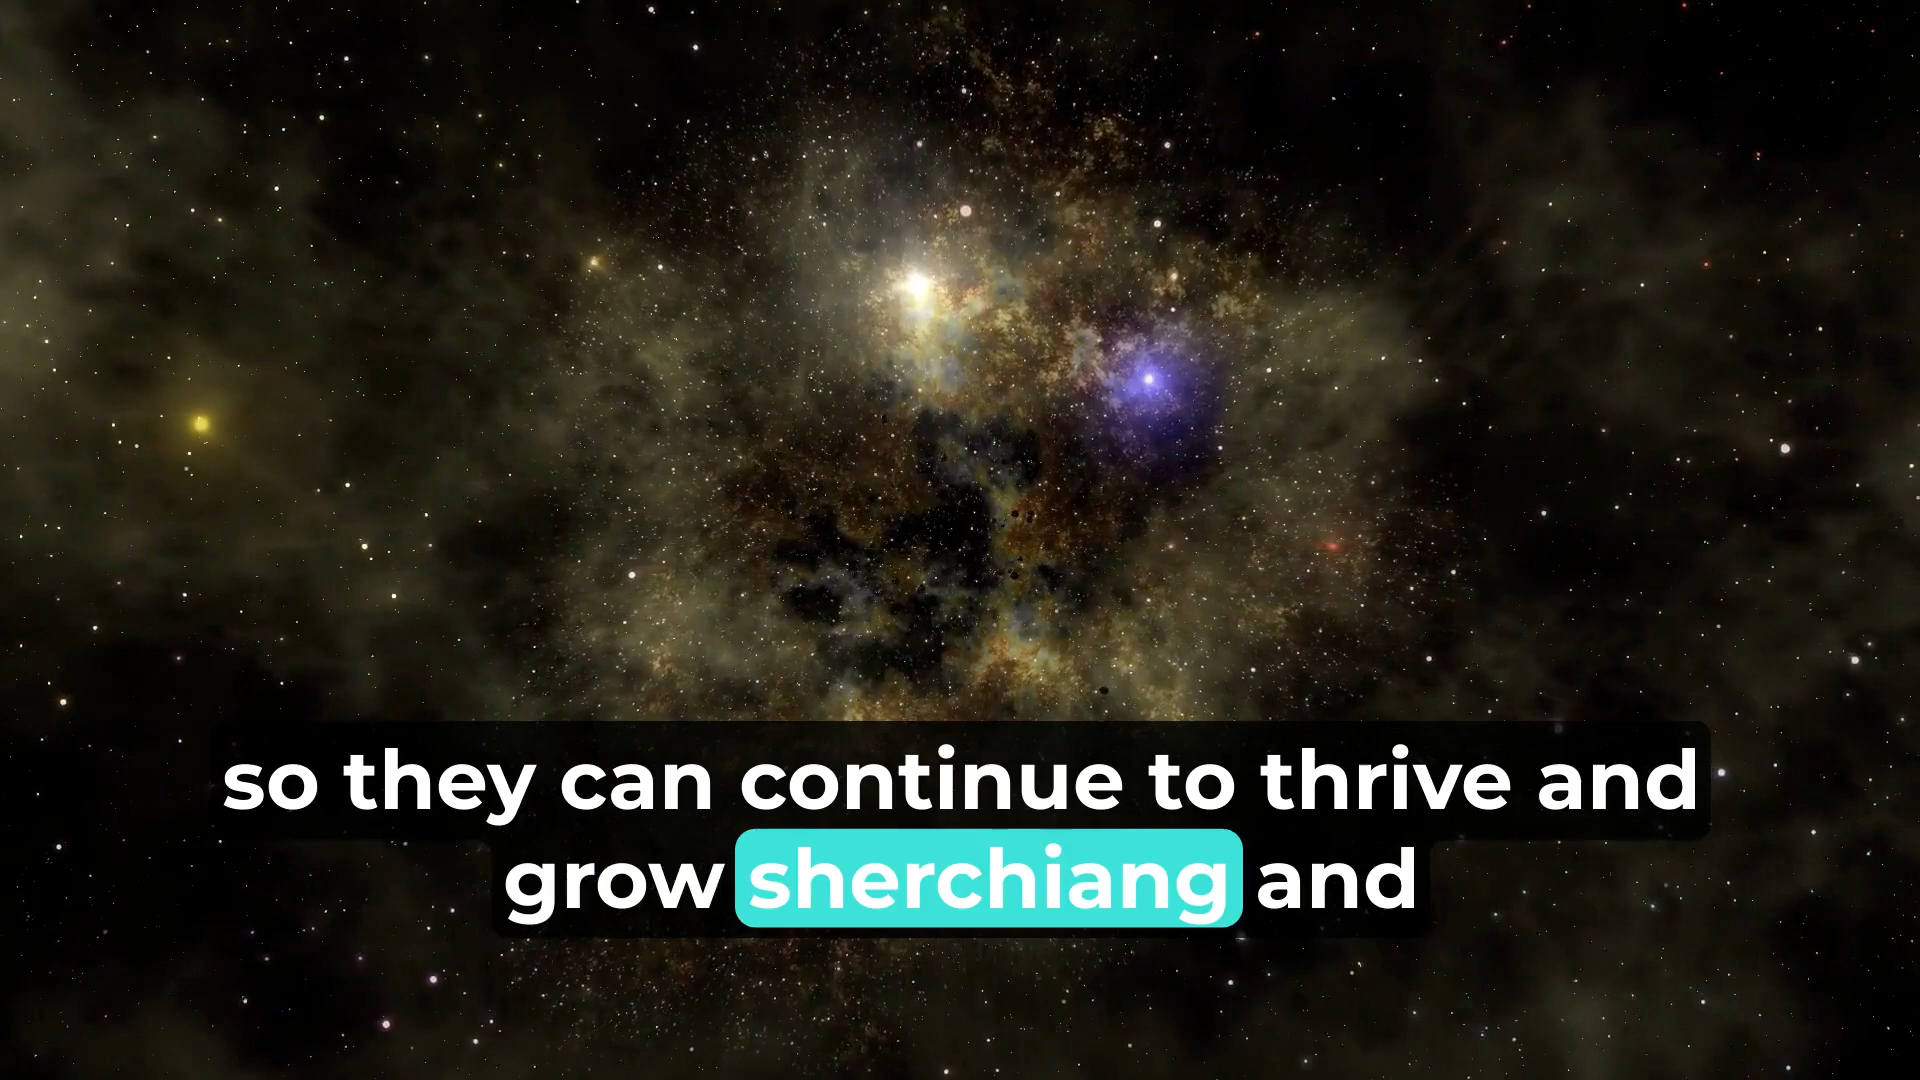 so they can continue to thrive and
grow sherchiang and